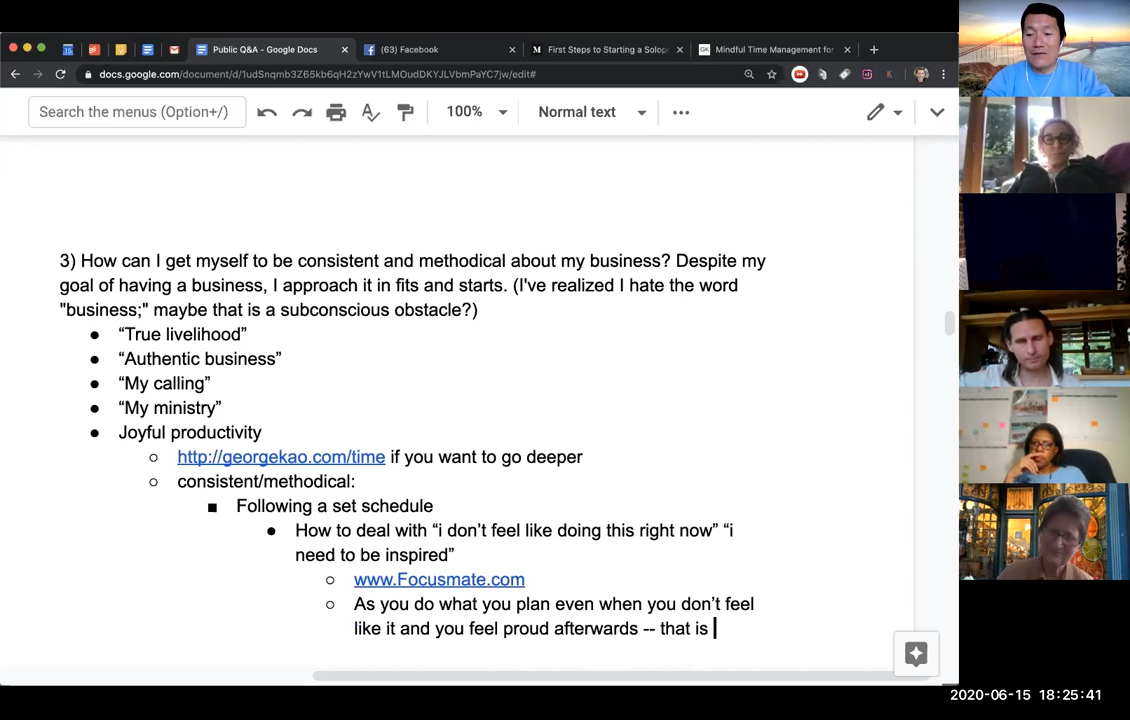 Public Q&A - Google Docs
(63) Facebook
First Steps to Starting a Solop
Mindful Time Management for
docs.google.com/document/d/1udSnqmb3Z65kb6qH2zYwV1tLMOudDKYJLVbmPaYC7jw/edit#
Search the menus (Option+/)
100%
Normal text
3) How can I get myself to be consistent and methodical about my business? Despite my
goal of having a business, I approach it in fits and starts. (I've realized I hate the word
"business;" maybe that is a subconscious obstacle?)
● “True livelihood”
● “Authentic business”
● “My calling”
● “My ministry”
● Joyful productivity
○ http://georgekao.com/time if you want to go deeper
○ consistent/methodical:
■ Following a set schedule
● How to deal with “i don’t feel like doing this right now” “i
need to be inspired”
○ www.Focusmate.com
○ As you do what you plan even when you don’t feel
like it and you feel proud afterwards -- that is
2020-06-15 18:25:41